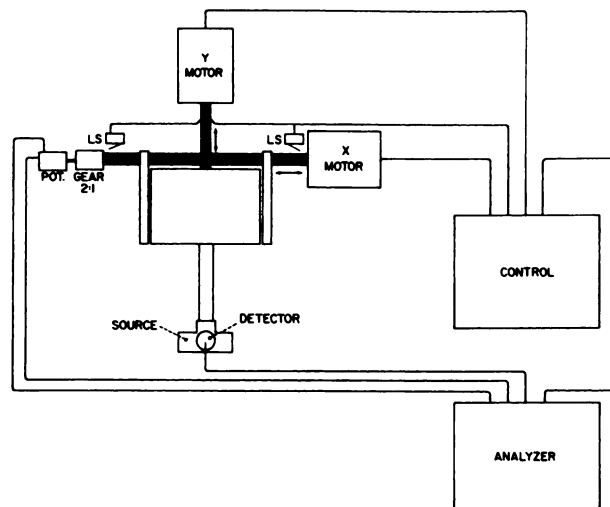 Y
MOTOR
LS
LS
X
MOTOR
POT.
GEAR
2:1
CONTROL
SOURCE
DETECTOR
ANALYZER